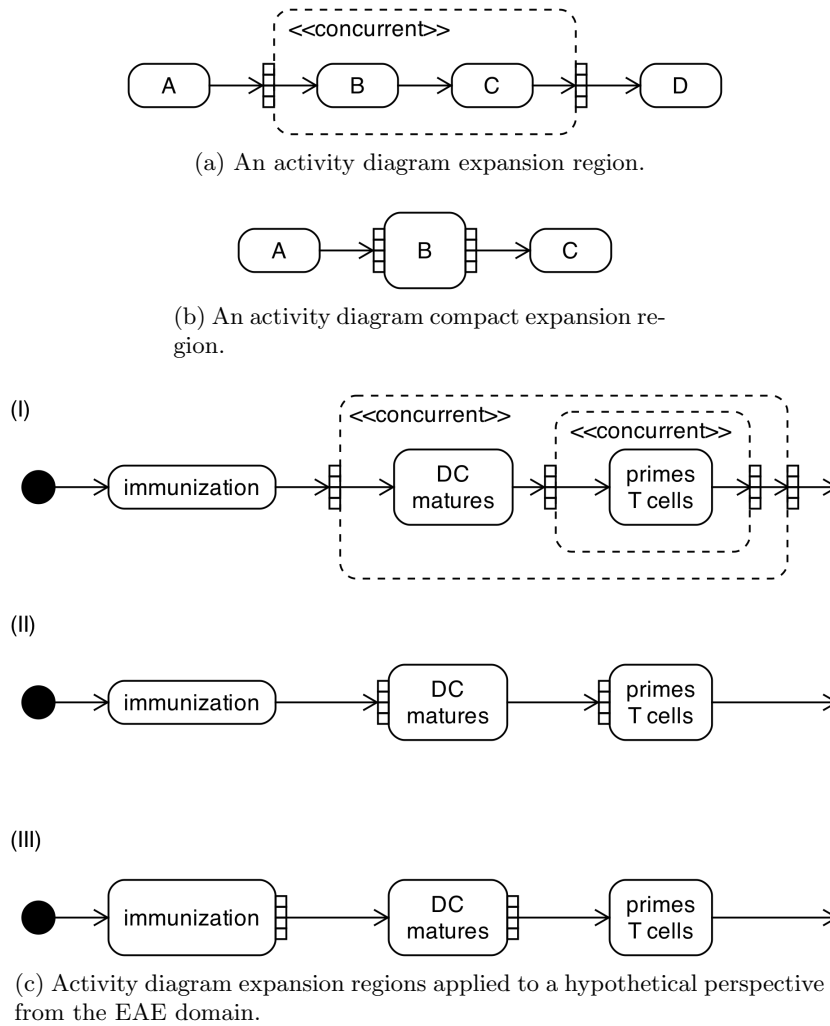 <<concurrent>>
A
B
C
D
(a) An activity diagram expansion region.
A
B
C
(b) An activity diagram compact expansion re-
gion.
(I)
<<concurrent>>
<<concurrent>>
immunization
DC
matures
primes
T cells
(II)
immunization
DC
matures
primes
T cells
(III)
immunization
DC
matures
primes
T cells
(c) Activity diagram expansion regions applied to a hypothetical perspective
from the EAE domain.